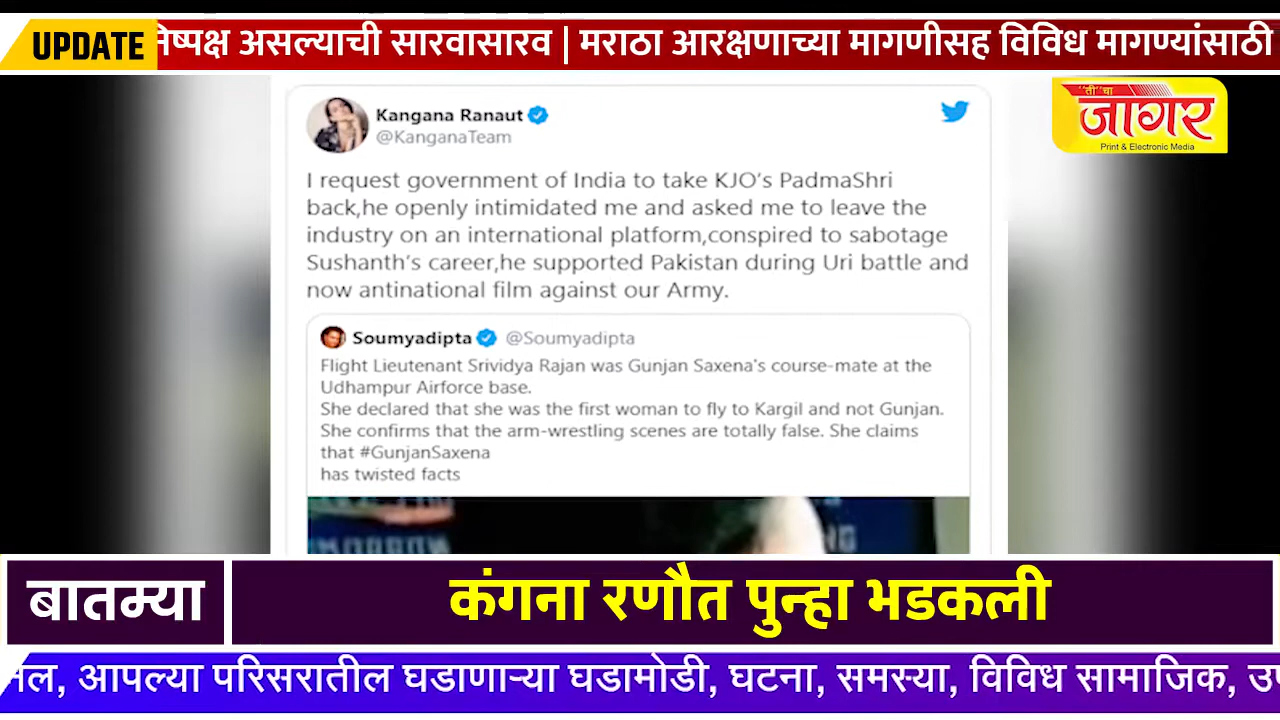 UPDATE
असल्याची सारवासारव | मराठा आरक्षणाच्या मागणीसह विविध मागण्यांसाठी
"ती"चा
जागर
Print & Electronic Media
Kangana Ranaut
@KanganaTeam
I request government of India to take KJO's PadmaShri
back,he openly intimidated me and asked me to leave the
industry on an international platform,conspired to sabotage
Sushanth's career,he supported Pakistan during Uri battle and
now antinational film against our Army.
Soumyadipta @Soumyadipta
Flight Lieutenant Srividya Rajan was Gunjan Saxena's course-mate at the
Udhampur Airforce base.
She declared that she was the first woman to fly to Kargil and not Gunjan.
She confirms that the arm-wrestling scenes are totally false. She claims
that #GunjanSaxena
has twisted facts
बातम्या
कंगना रणौत पुन्हा भडकली
आपल्या परिसरातील घडाणाऱ्या घडामोडी, घटना, समस्या, विविध सामाजिक,